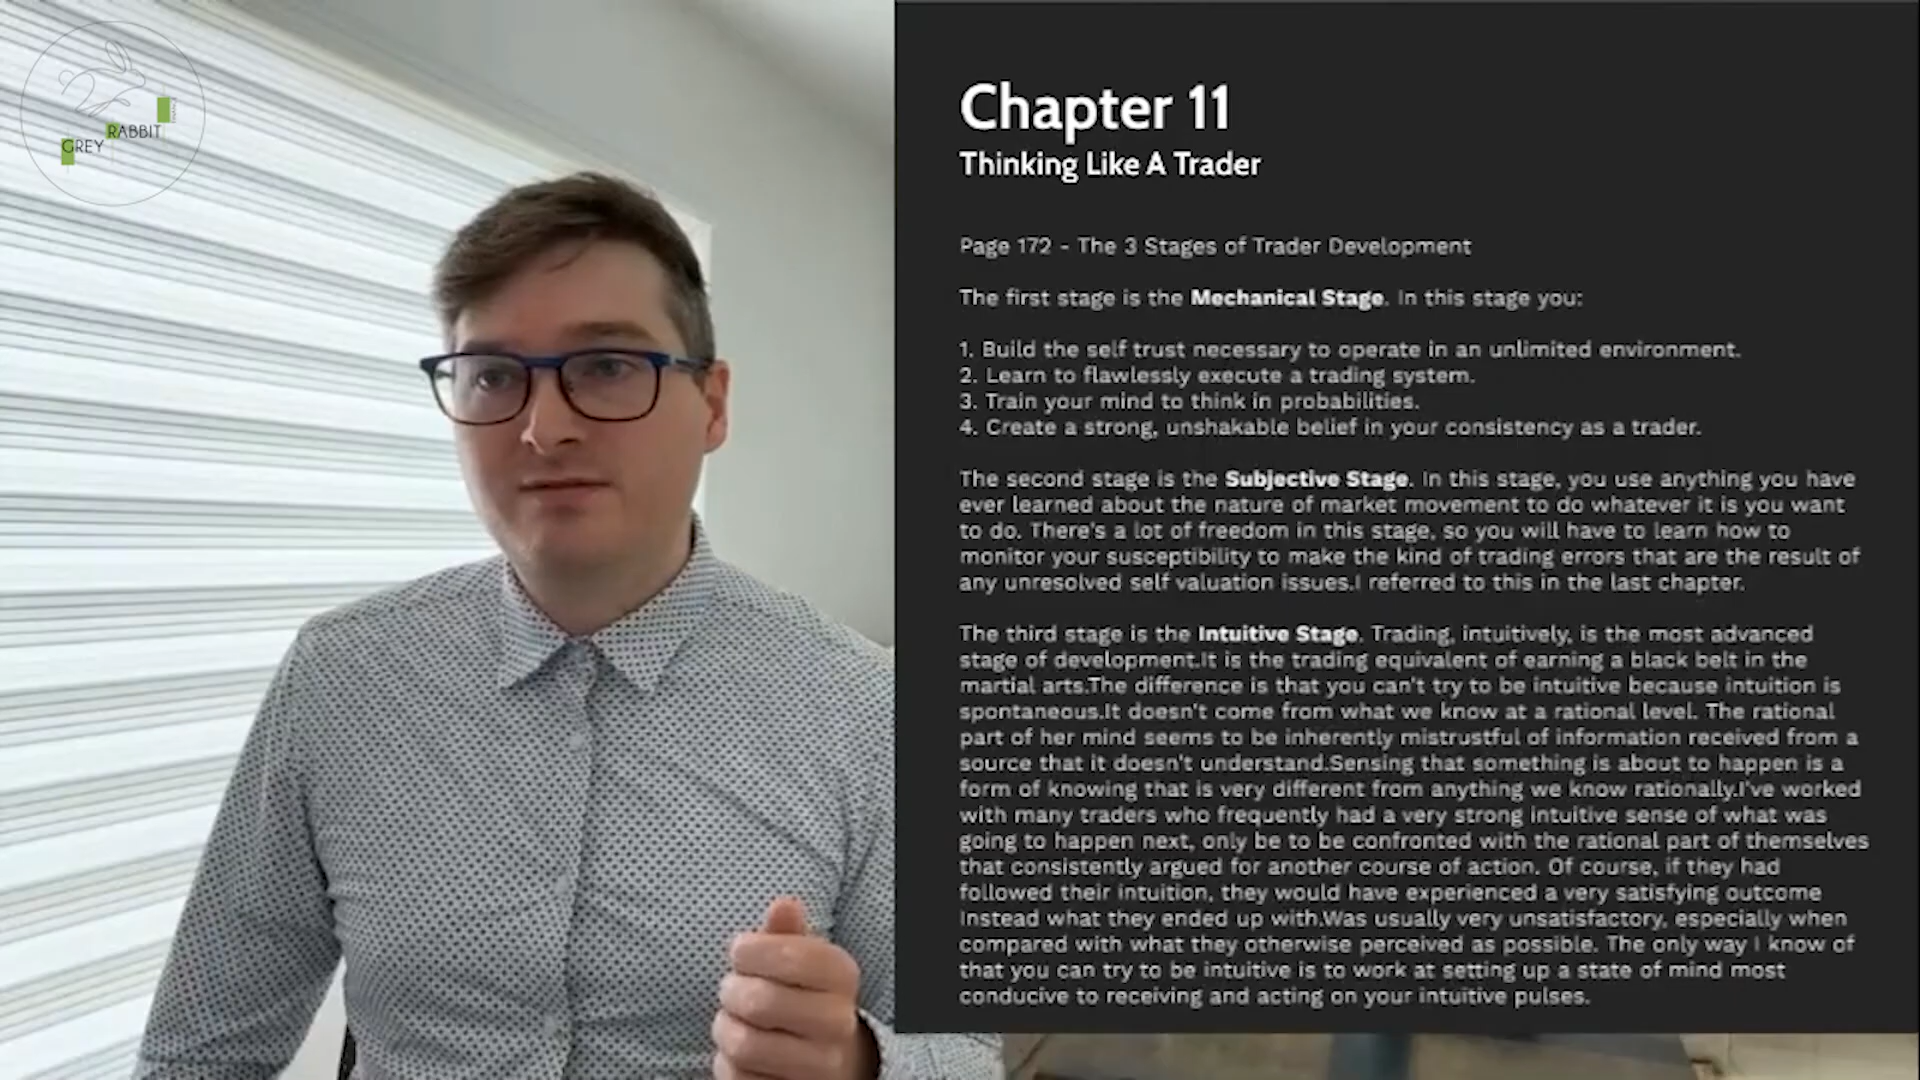 GREY RABBIT
Chapter 11
Thinking Like A Trader
Page 172 - The 3 Stages of Trader Development
The first stage is the Mechanical Stage. In this stage you:
1. Build the self trust necessary to operate in an unlimited environment.
2. Learn to flawlessly execute a trading system.
3. Train your mind to think in probabilities.
4. Create a strong, unshakable belief in your consistency as a trader.
The second stage is the Subjective Stage. In this stage, you use anything you have
ever learned about the nature of market movement to do whatever it is you want
to do. There's a lot of freedom in this stage, so you will have to learn how to
monitor your susceptibility to make the kind of trading errors that are the result of
any unresolved self valuation issues.I referred to this in the last chapter.
The third stage is the Intuitive Stage. Trading, intuitively, is the most advanced
stage of development.It is the trading equivalent of earning a black belt in the
martial arts.The difference is that you can't try to be intuitive because intuition is
spontaneous.It doesn't come from what we know at a rational level. The rational
part of her mind seems to be inherently mistrustful of information received from a
source that it doesn't understand.Sensing that something is about to happen is a
form of knowing that is very different from anything we know rationally.I've worked
with many traders who frequently had a very strong intuitive sense of what was
going to happen next, only be to be confronted with the rational part of themselves
that consistently argued for another course of action. Of course, if they had
followed their intuition, they would have experienced a very satisfying outcome
Instead what they ended up with.Was usually very unsatisfactory, especially when
compared with what they otherwise perceived as possible. The only way I know of
that you can try to be intuitive is to work at setting up a state of mind most
conducive to receiving and acting on your intuitive pulses.